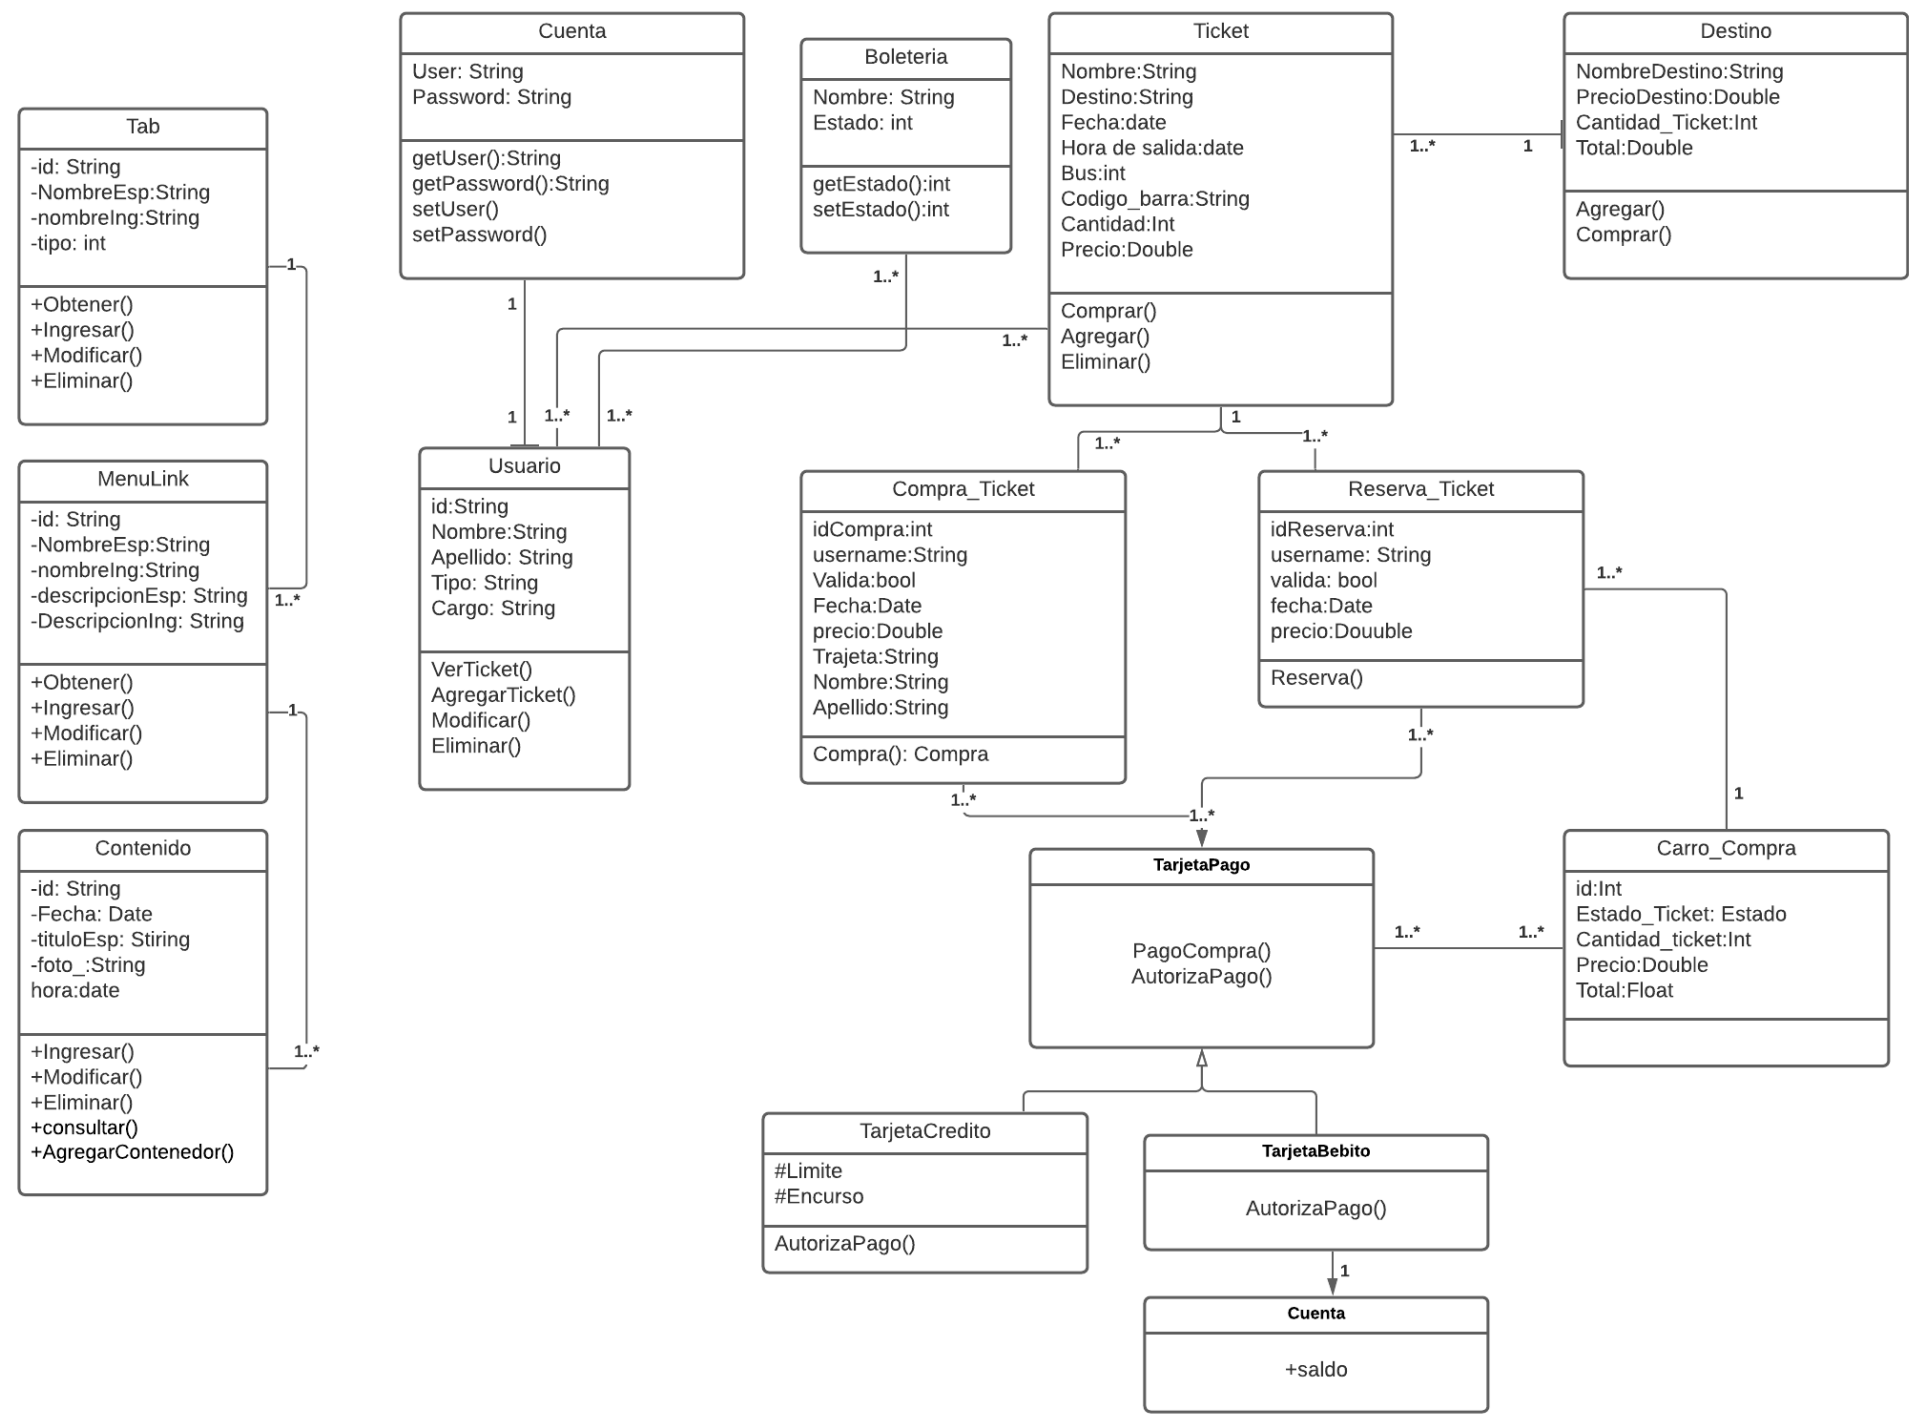 Tab
-id: String
-NombreEsp:String
-nombreIng:String
-tipo: int
+Obtener()
+Ingresar()
+Modificar()
+Eliminar()
1
1..*
MenuLink
-id: String
-NombreEsp:String
-nombreIng:String
-descripcionEsp: String
-DescripcionIng: String
+Obtener()
+Ingresar()
+Modificar()
+Eliminar()
1
1..*
Contenido
-id: String
-Fecha: Date
-tituloEsp: Stiring
-foto_:String
hora:date
+Ingresar()
+Modificar()
+Eliminar()
+consultar()
+AgregarContenedor()
Cuenta
User: String
Password: String
getUser():String
getPassword():String
setUser()
setPassword()
1
1
1..*
1..*
Usuario
id:String
Nombre:String
Apellido: String
Tipo: String
Cargo: String
VerTicket()
AgregarTicket()
Modificar()
Eliminar()
Boleteria
Nombre: String
Estado: int
getEstado():int
setEstado():int
1..*
1..*
Ticket
Nombre:String
Destino:String
Fecha:date
Hora de salida:date
Bus:int
Codigo_barra:String
Cantidad:Int
Precio:Double
Comprar()
Agregar()
Eliminar()
1..*
1
Destino
NombreDestino:String
PrecioDestino:Double
Cantidad_Ticket:Int
Total:Double
Agregar()
Comprar()
1
1..*
1..*
Compra_Ticket
idCompra:int
username:String
Valida:bool
Fecha:Date
precio:Double
Trajeta:String
Nombre:String
Apellido:String
Compra(): Compra
1..*
Reserva_Ticket
idReserva:int
username: String
valida: bool
fecha:Date
precio:Douuble
Reserva()
1..*
1..*
1..*
1
TarjetaPago
PagoCompra()
AutorizaPago()
1..*
1..*
Carro_Compra
id:Int
Estado_Ticket: Estado
Cantidad_ticket:Int
Precio:Double
Total:Float
TarjetaCredito
#Limite
#Encurso
AutorizaPago()
TarjetaBebito
AutorizaPago()
1
Cuenta
+saldo